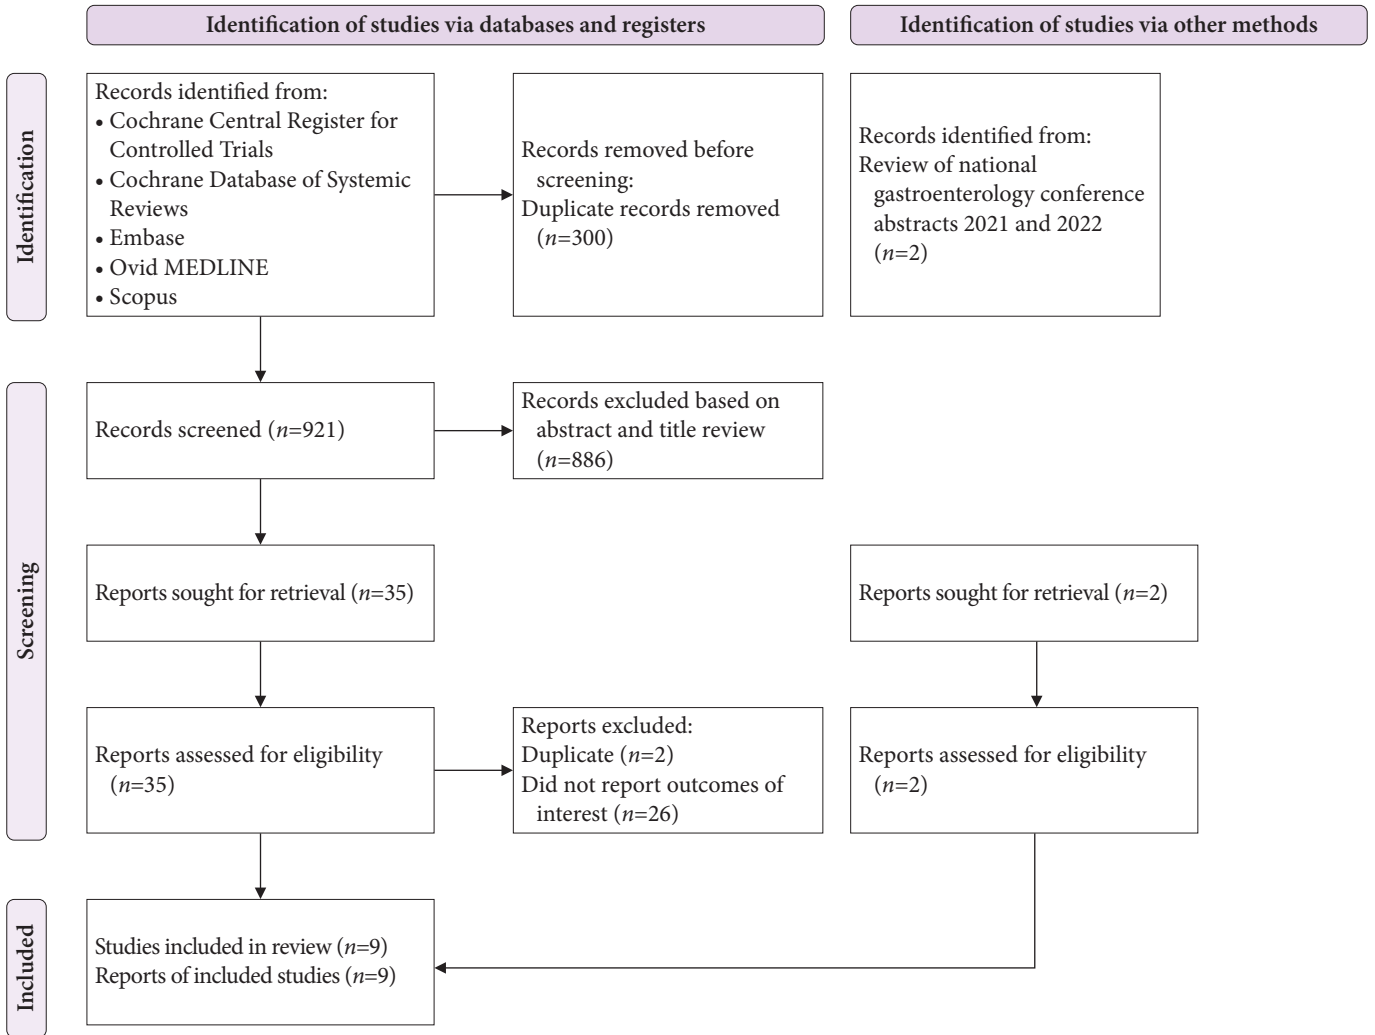 Identification of studies via databases and registers
Identification of studies via other methods
Identification
Records identified from:
• Cochrane Central Register for
Controlled Trials
• Cochrane Database of Systemic
Reviews
• Embase
• Ovid MEDLINE
• Scopus
Records removed before
screening:
Duplicate records removed
(n=300)
Records identified from:
Review of national
gastroenterology conference
abstracts 2021 and 2022
(n=2)
Screening
Records screened (n=921)
Records excluded based on
abstract and title review
(n=886)
Reports sought for retrieval (n=35)
Reports sought for retrieval (n=2)
Reports assessed for eligibility
(n=35)
Reports excluded:
Duplicate (n=2)
Did not report outcomes of
interest (n=26)
Reports assessed for eligibility
(n=2)
Included
Studies included in review (n=9)
Reports of included studies (n=9)